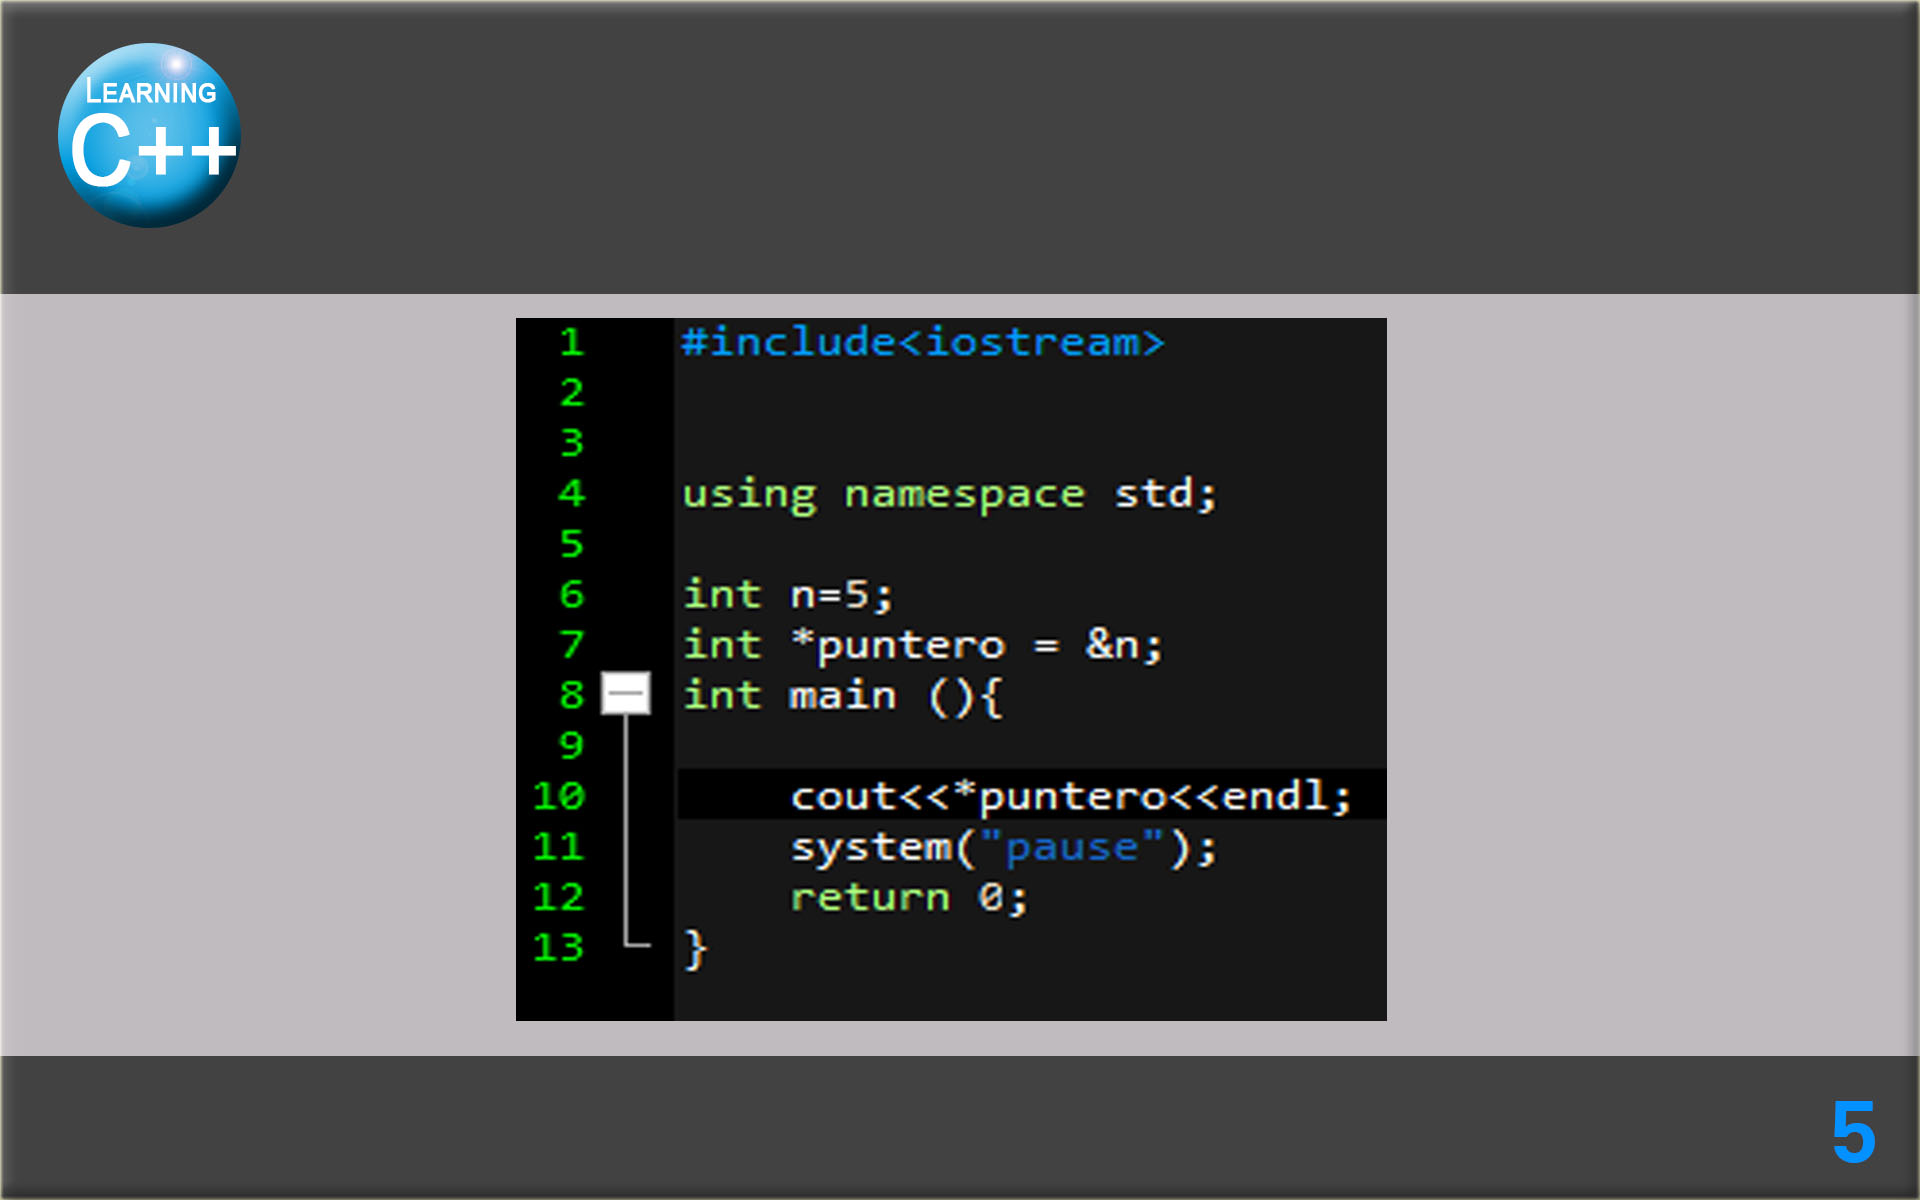 LEARNING
C++
1 #include<iostream>
2
3
4 using namespace std;
5
6 int n=5;
7 int *puntero = &n;
8 int main (){
9
10 cout<<*puntero<<endl;
11 system("pause");
12 return 0;
13 }
5